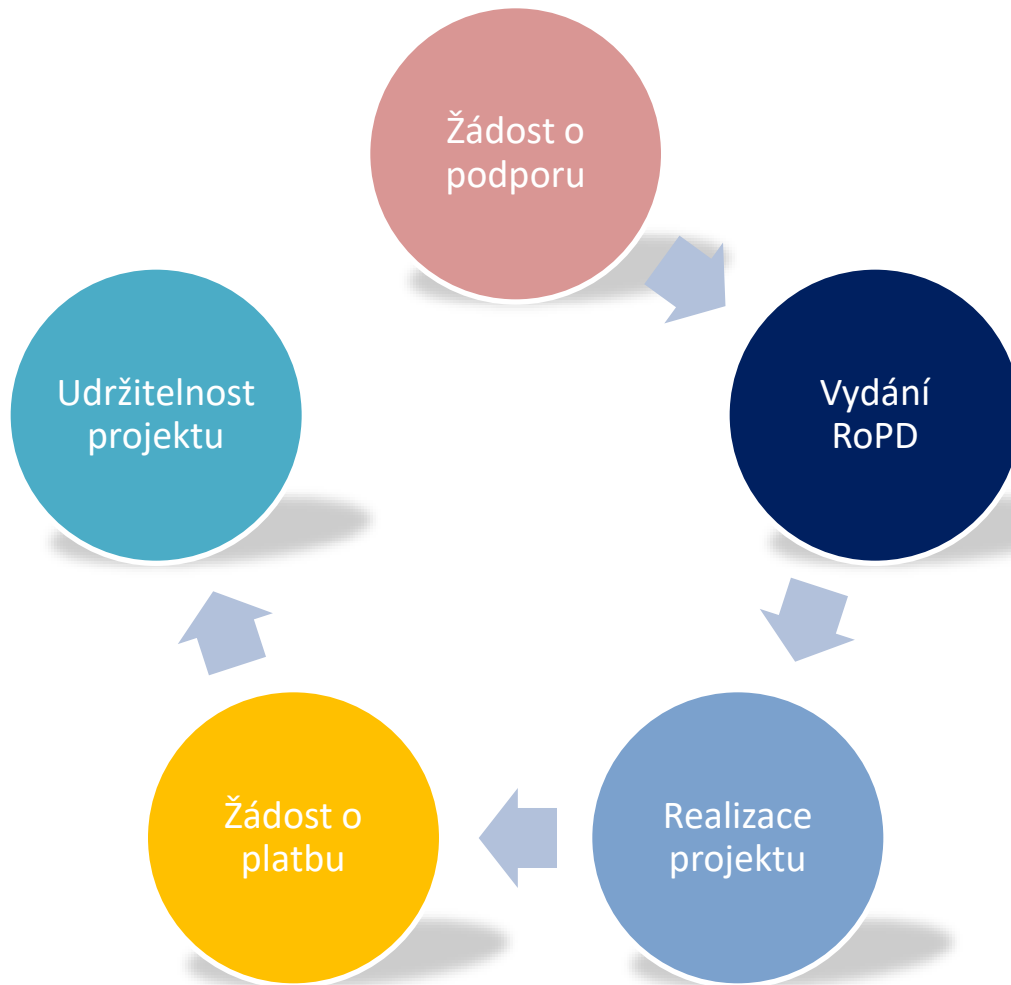 Žádost o
podporu
Vydání
RoPD
Realizace
projektu
Žádost o
platbu
Udržitelnost
projektu